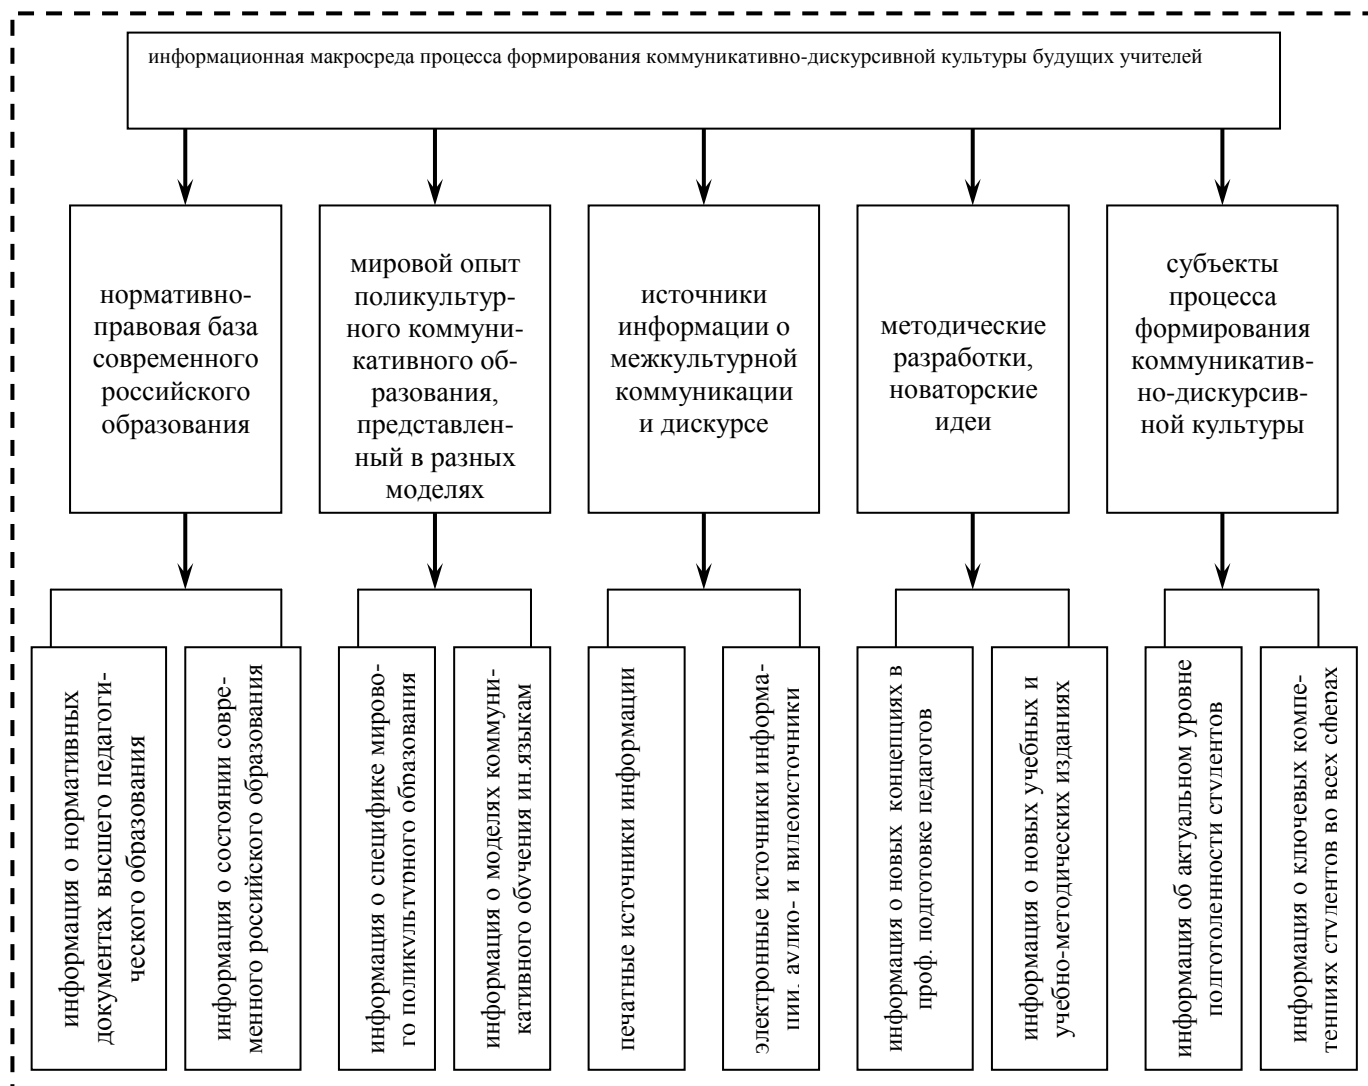 информационная макросреда процесса формирования коммуникативно-дискурсивной культуры будущих учителей
нормативно-
правовая база
современного
российского
образования
мировой опыт
поликультур-
ного коммуни-
кативного об-
разования,
представлен-
ный в разных
моделях
источники
информации о
межкультурной
коммуникации
и дискурсе
методические
разработки,
новаторские
идеи
субъекты
процесса
формирования
коммуникатив-
но-дискурсив-
ной культуры
информация о нормативных
документах высшего педагоги-
ческого образования
информация о состоянии совре-
менного российского образования
информация о специфике мирово-
го поликультурного образования
информация о моделях коммуни-
кативного обучения ин.языкам
печатные источники информации
электронные источники информа-
ции, аудио- и видеоисточники
информация о новых концепциях в
проф. подготовке педагогов
информация о новых учебных и
учебно-методических изданиях
информация об актуальном уровне
подготоленности студентов
информация о ключевых компе-
тенциях студентов во всех сферах